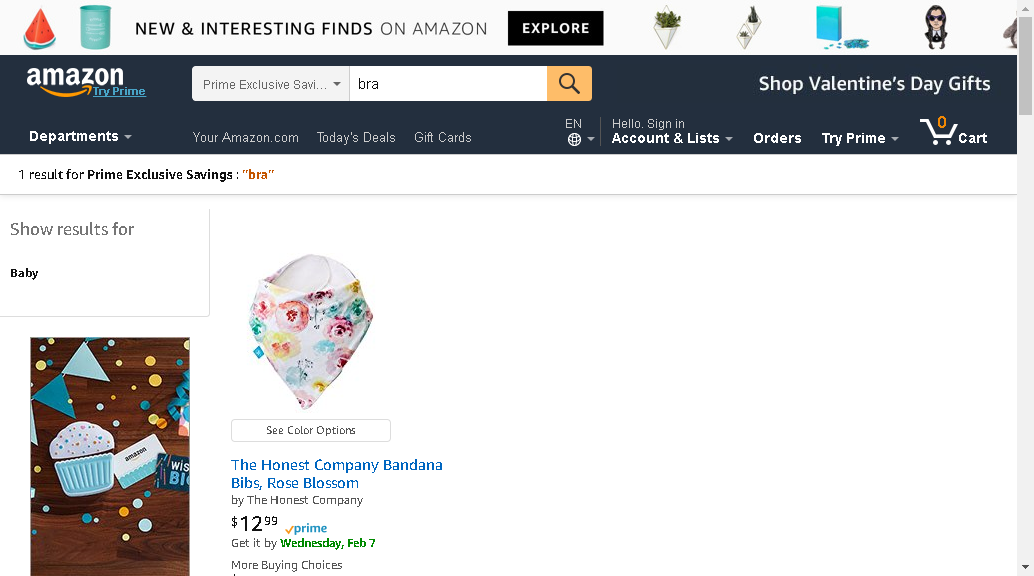 NEW & INTERESTING FINDS ON AMAZON EXPLORE
amazon
Try Prime
Prime Exclusive Savi... bra
Shop Valentine's Day Gifts
Departments
Your Amazon.com Today's Deals Gift Cards
EN
Hello. Sign in
Account & Lists
Orders
Try Prime
0
Cart
1 result for Prime Exclusive Savings : "bra"
Show results for
Baby
amazon
WIS
BI
See Color Options
The Honest Company Bandana
Bibs, Rose Blossom
by The Honest Company
$12 99 prime
Get it by Wednesday, Feb 7
More Buying Choices